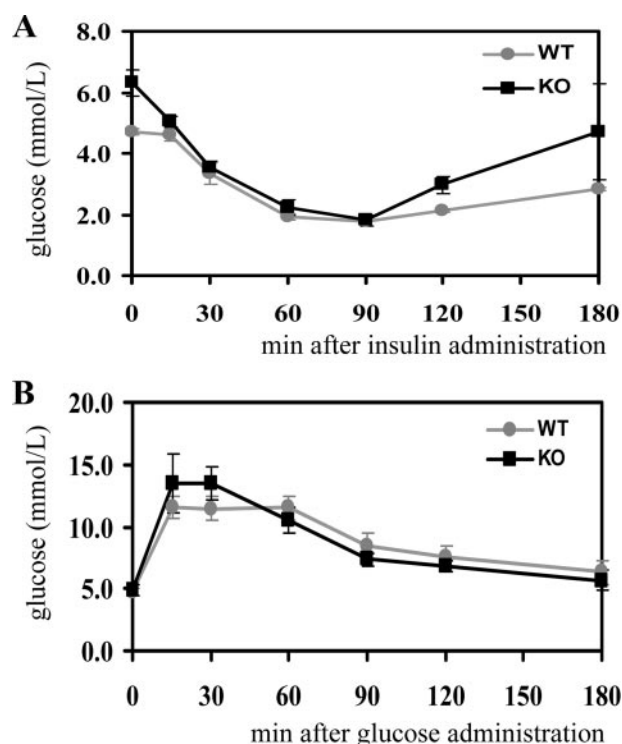 A
8.0
WT
KO
6.0
4.0
2.0
0.0
glucose (mmol/L)
0 30 60 90 120 150 180
min after insulin administration
B
20.0
WT
KO
15.0
10.0
5.0
0.0
glucose (mmol/L)
0 30 60 90 120 150 180
min after glucose administration